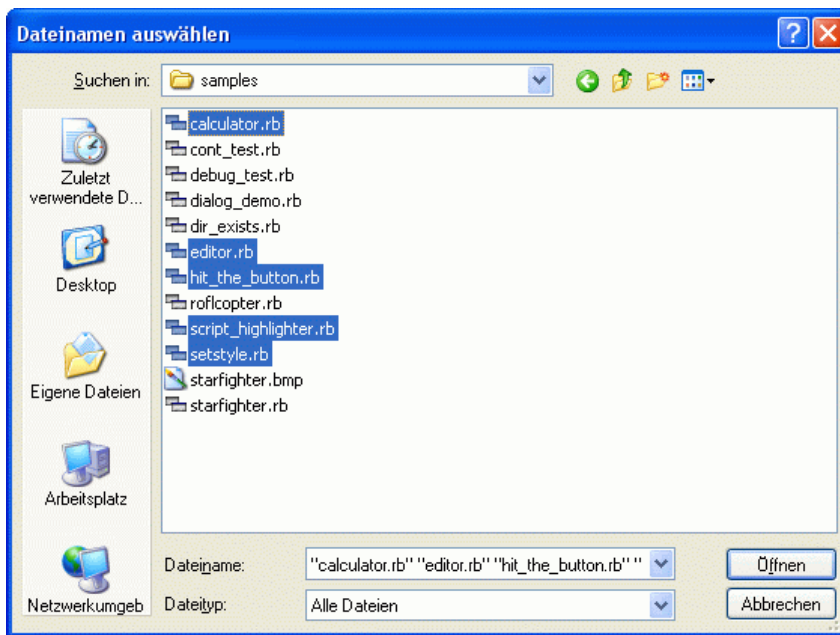 Dateinamen auswählen
Suchen in: samples
Zuletzt
verwendete D...
Desktop
Eigene Dateien
Arbeitsplatz
Netzwerkumgeb
calculator.rb
cont_test.rb
debug_test.rb
dialog_demo.rb
dir_exists.rb
editor.rb
hit_the_button.rb
roflcopter.rb
script_highlighter.rb
setstyle.rb
starfighter.bmp
starfighter.rb
Dateiname: "calculator.rb" "editor.rb" "hit_the_button.rb" " Öffnen
Dateityp: Alle Dateien Abbrechen